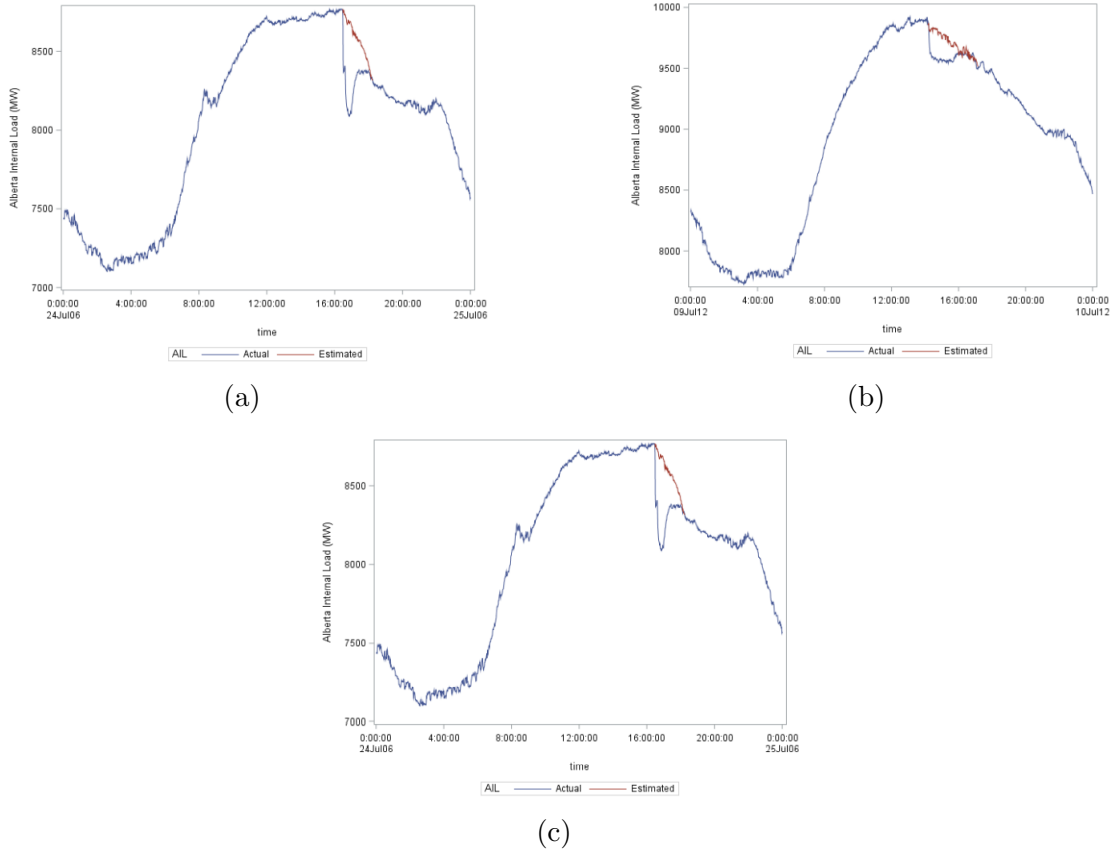 8500
8000
7500
7000
Alberta Internal Load (MW)
0:00:00 4:00:00 8:00:00 12:00:00 16:00:00 20:00:00 0:00:00
24Jul06 25Jul06
time
AIL Actual Estimated
(a)
10000
9500
9000
8500
8000
Alberta Internal Load (MW)
0:00:00 4:00:00 8:00:00 12:00:00 16:00:00 20:00:00 0:00:00
09Jul12 10Jul12
time
AIL Actual Estimated
(b)
8500
8000
7500
7000
Alberta Internal Load (MW)
0:00:00 4:00:00 8:00:00 12:00:00 16:00:00 20:00:00 0:00:00
24Jul06 25Jul06
time
AIL Actual Estimated
(c)